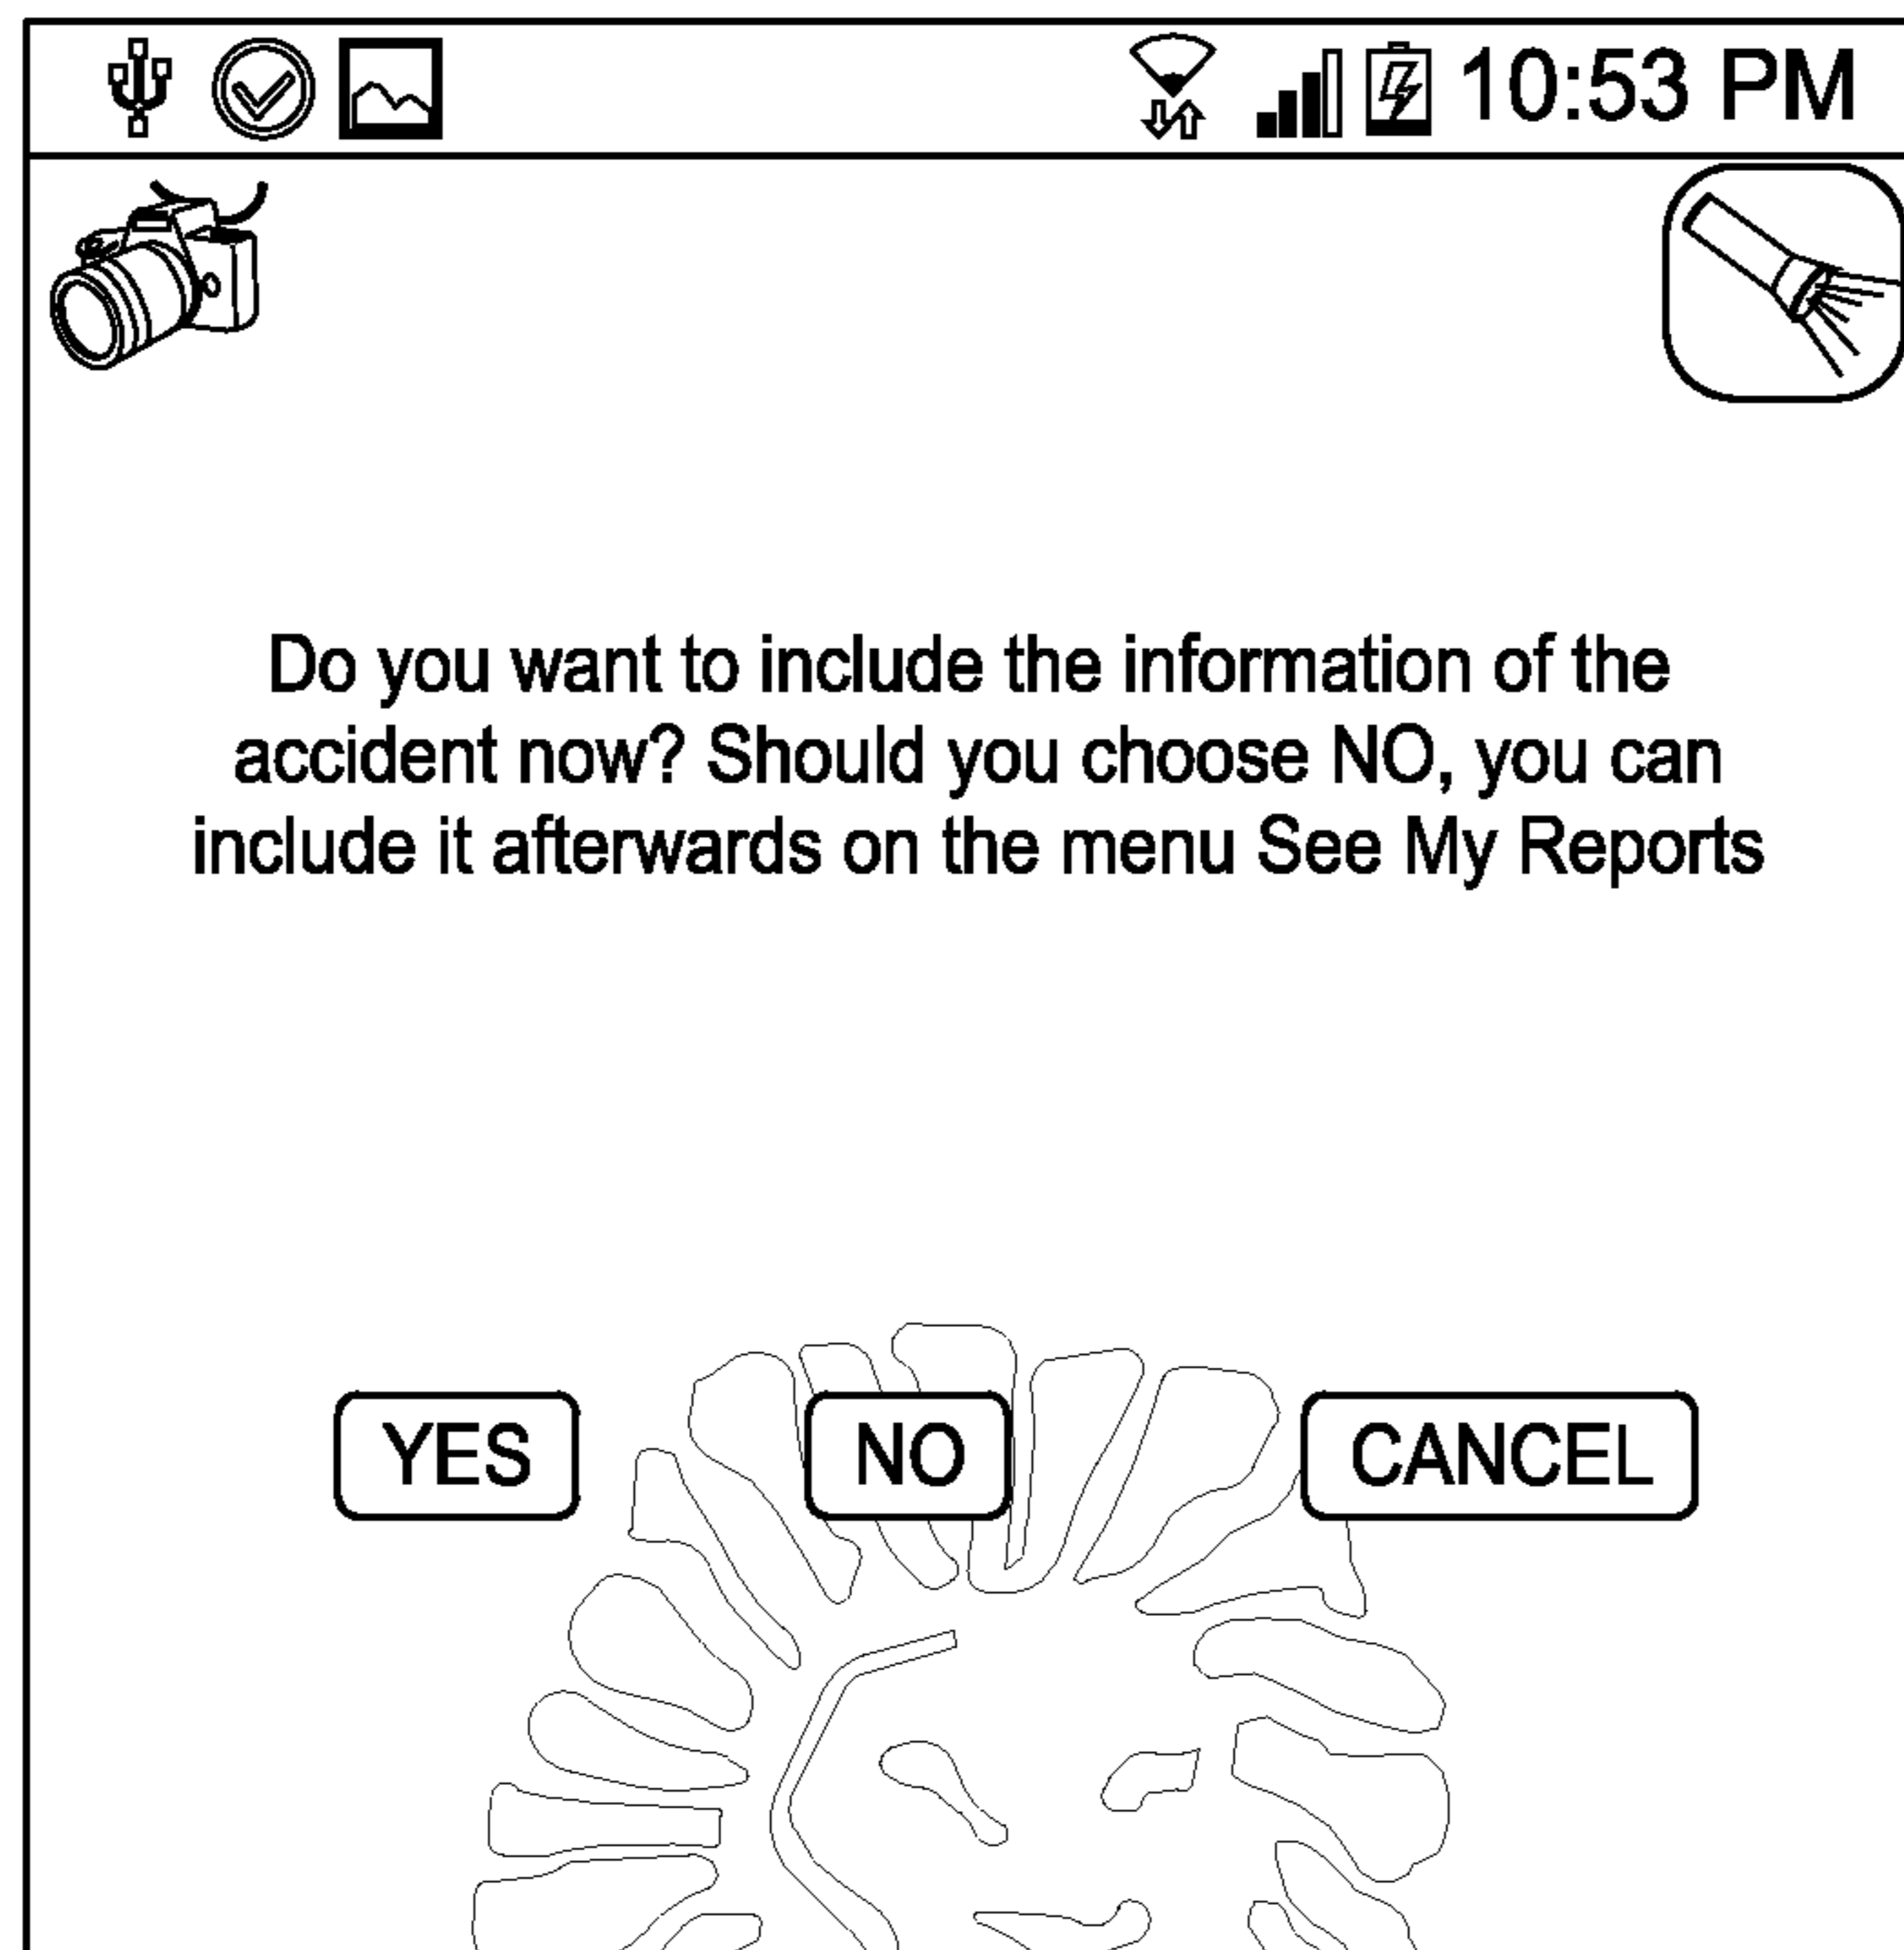 10:53 PM
Do you want to include the information of the
accident now? Should you choose NO, you can
include it afterwards on the menu See My Reports
YES NO CANCEL